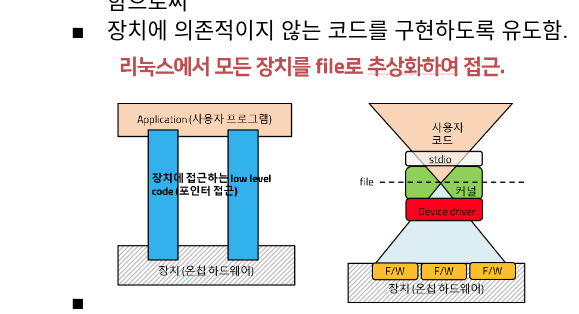 함으로써
장치에 의존적이지 않는 코드를 구현하도록 유도함.
리눅스에서 모든 장치를 file로 추상화하여 접근.
Application (사용자 프로그램)
장치에 접근하는 low level
code (포인터 접근)
장치 (온칩 하드웨어)
사용자
코드
stdio
file
커널
Device driver
F/W
F/W
F/W
장치 (온칩 하드웨어)